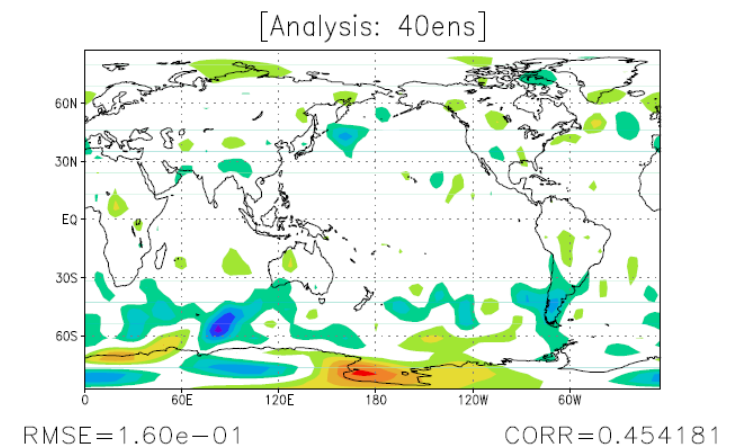 [Analysis: 40ens]
60N
30N
EQ
30S
60S
0 60E 120E 180 120W 60W
RMSE=1.60e−01 CORR=0.454181